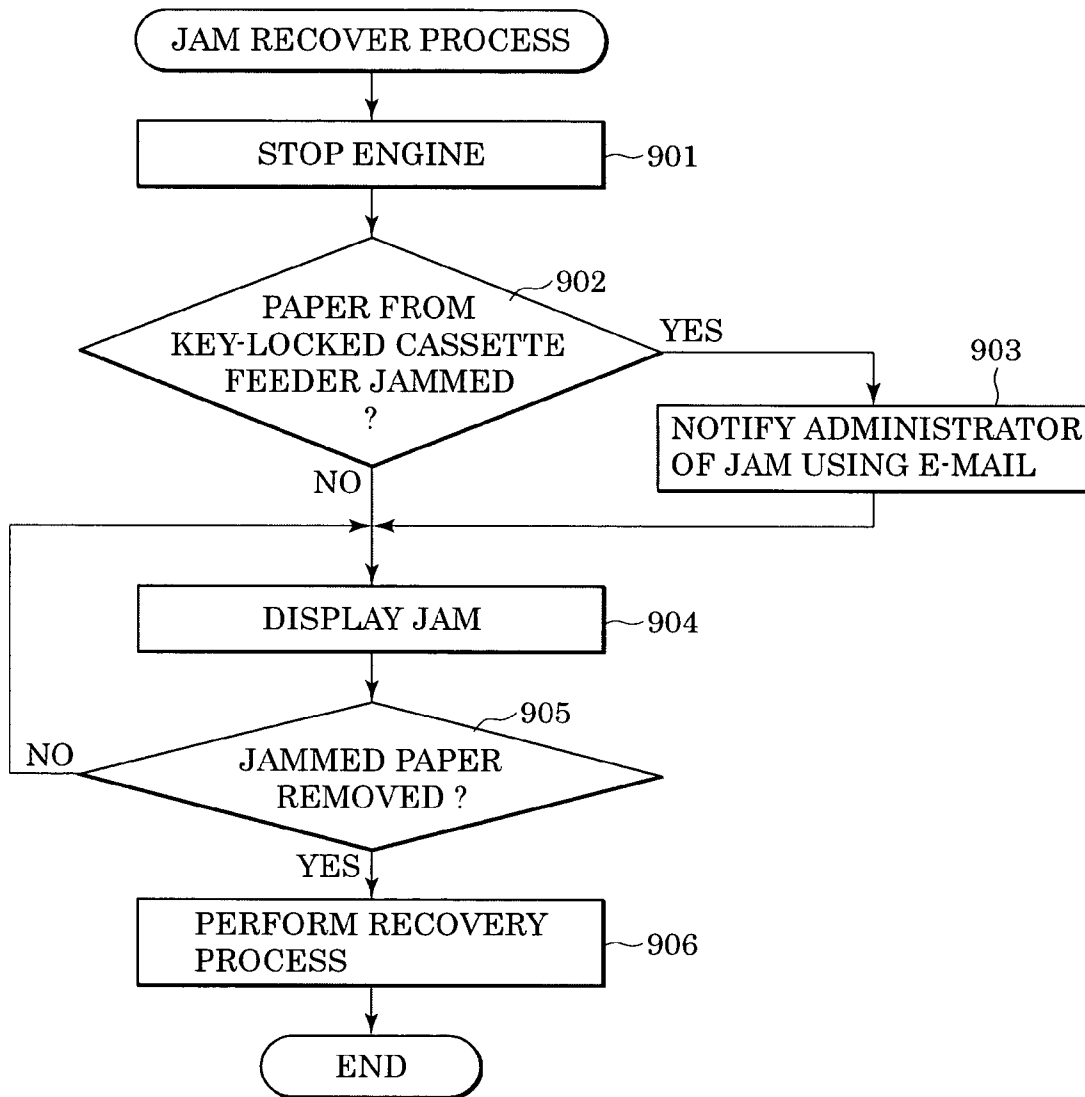 JAM RECOVER PROCESS
STOP ENGINE
901
902
PAPER FROM
KEY-LOCKED CASSETTE
FEEDER JAMMED
?
YES
903
NOTIFY ADMINISTRATOR
OF JAM USING E-MAIL
NO
DISPLAY JAM
904
905
JAMMED PAPER
REMOVED ?
NO
YES
PERFORM RECOVERY
PROCESS
906
END